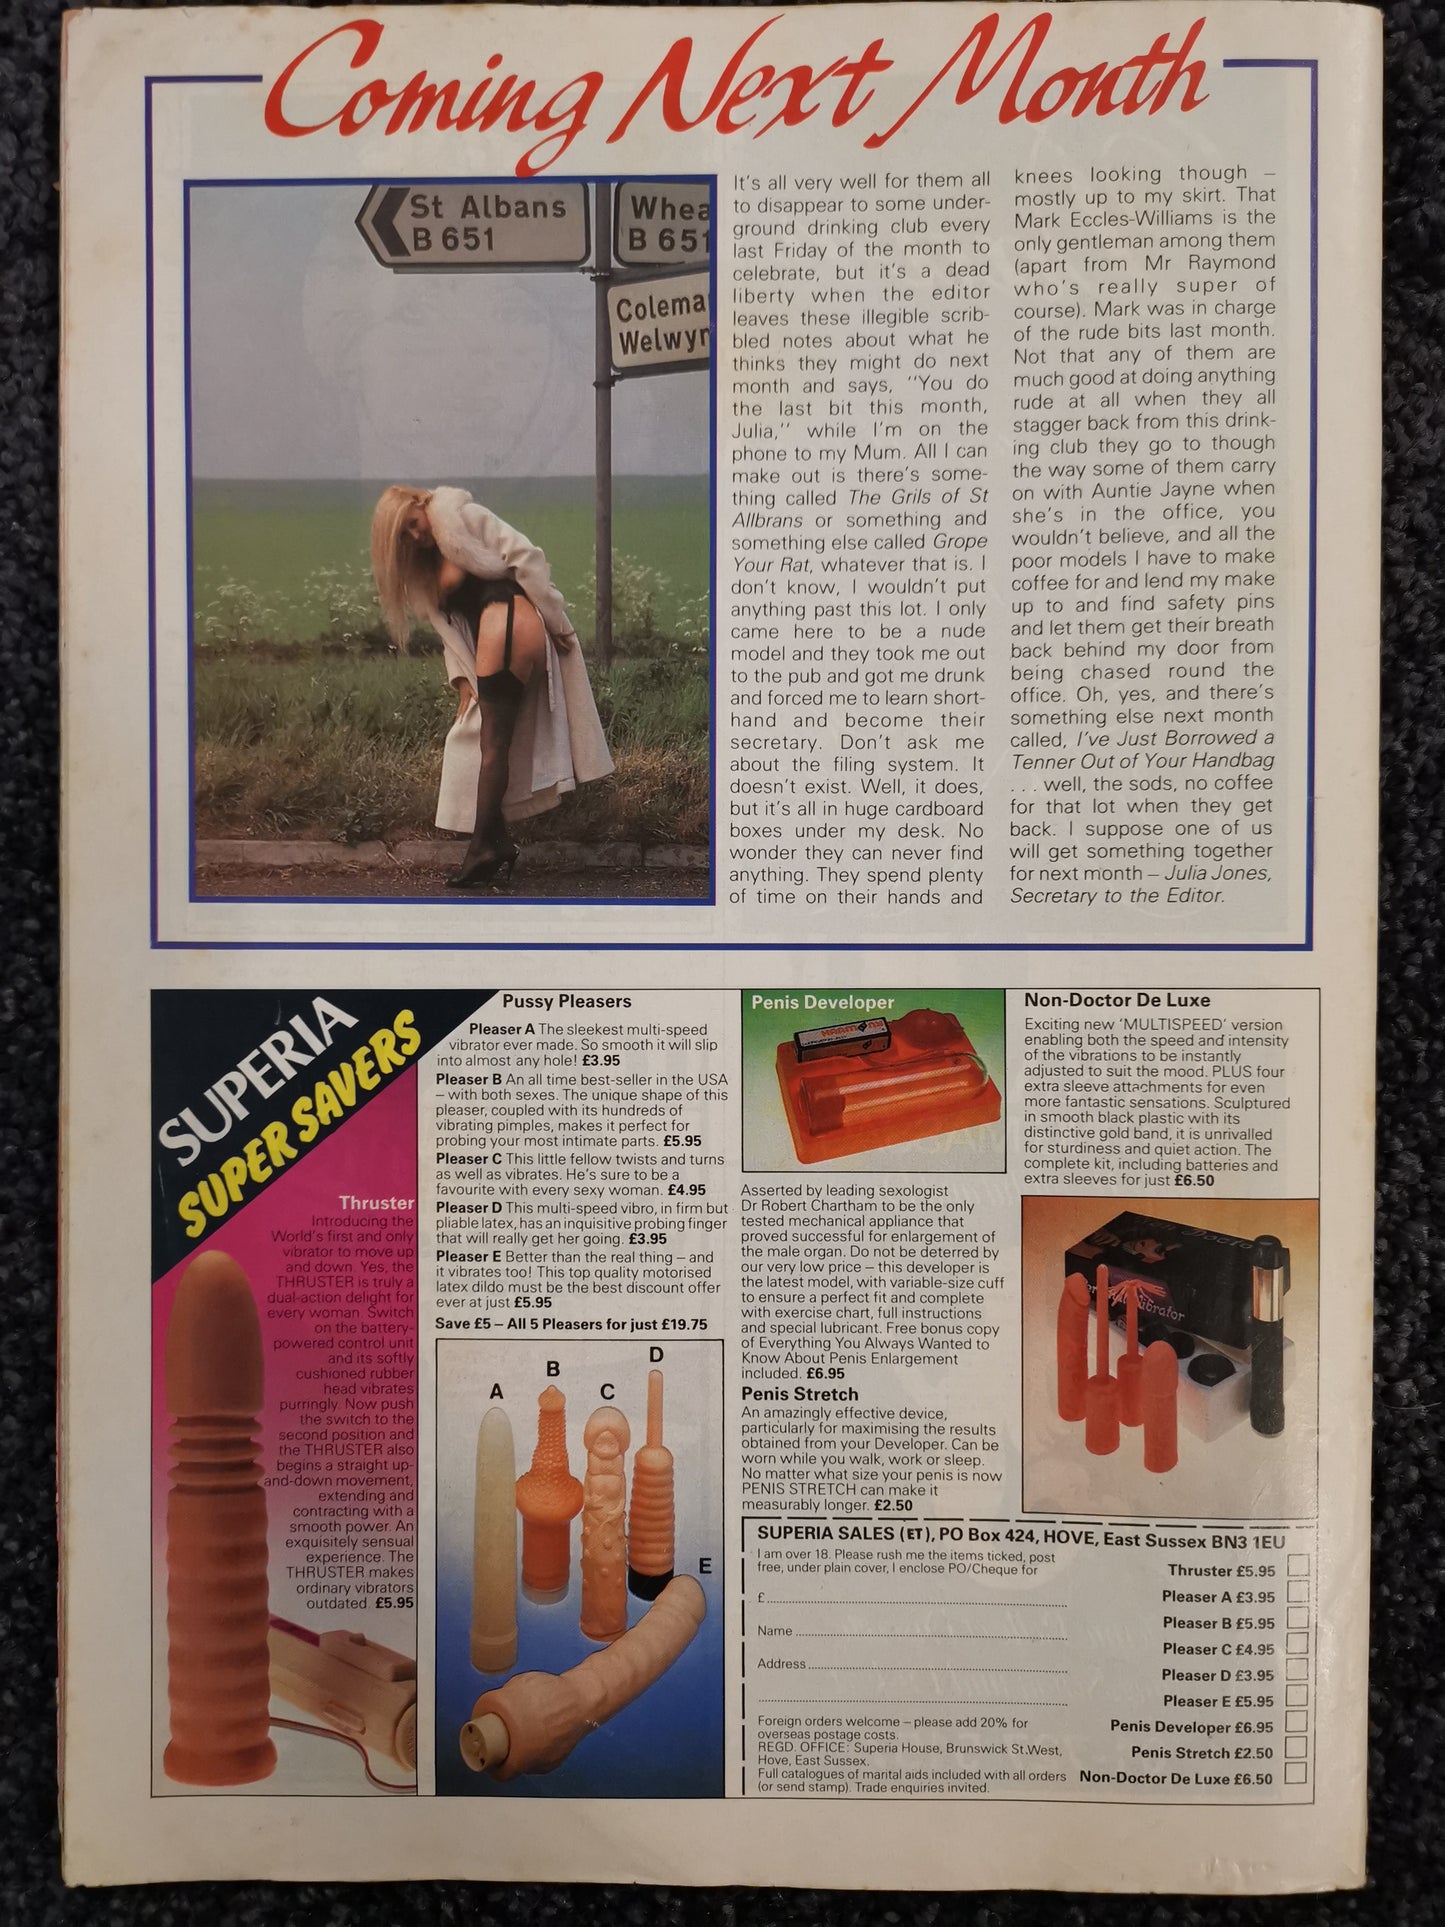 Coming Next Month
St Albans
B 651
Whea
B 651
Colema
Welwyn
It's all very well for them all
to disappear to some under-
ground drinking club every
last Friday of the month to
celebrate, but it's a dead
liberty when the editor
leaves these illegible scrib-
bled notes about what he
thinks they might do next
month and says, "You do
the last bit this month,
Julia," while I'm on the
phone to my Mum. All I can
make out is there's some-
thing called The Grils of St
Allbrans or something and
something else called Grope
Your Rat, whatever that is. I
don't know, I wouldn't put
anything past this lot. I only
came here to be a nude
model and they took me out
to the pub and got me drunk
and forced me to learn short-
hand and become their
secretary. Don't ask me
about the filing system. It
doesn't exist. Well, it does,
but it's all in huge cardboard
boxes under my desk. No
wonder they can never find
anything. They spend plenty
of time on their hands and
knees looking though –
mostly up to my skirt. That
Mark Eccles-Williams is the
only gentleman among them
(apart from Mr Raymond
who's really super of
course). Mark was in charge
of the rude bits last month.
Not that any of them are
much good at doing anything
rude at all when they all
stagger back from this drink-
ing club they go to though
the way some of them carry
on with Auntie Jayne when
she's in the office, you
wouldn't believe, and all the
poor models I have to make
coffee for and lend my make
up to and find safety pins
and let them get their breath
back behind my door from
being chased round the
office. Oh, yes, and there's
something else next month
called, I've Just Borrowed a
Tenner Out of Your Handbag
. . . well, the sods, no coffee
for that lot when they get
back. I suppose one of us
will get something together
for next month – Julia Jones,
Secretary to the Editor.
SUPERIA
SUPER SAVERS
Thruster
Introducing the
World's first and only
vibrator to move up
and down. Yes, the
THRUSTER is truly a
dual-action delight for
every woman. Switch
on the battery-
powered control unit
and its softly
cushioned rubber
head vibrates
purringly. Now push
the switch to the
second position and
the THRUSTER also
begins a straight up-
and-down movement,
extending and
contracting with a
smooth power. An
exquisitely sensual
experience. The
THRUSTER makes
ordinary vibrators
outdated. £5.95
Pussy Pleasers
Pleaser A The sleekest multi-speed
vibrator ever made. So smooth it will slip
into almost any hole! £3.95
Pleaser B An all time best-seller in the USA
– with both sexes. The unique shape of this
pleaser, coupled with its hundreds of
vibrating pimples, makes it perfect for
probing your most intimate parts. £5.95
Pleaser C This little fellow twists and turns
as well as vibrates. He's sure to be a
favourite with every sexy woman. £4.95
Pleaser D This multi-speed vibro, in firm but
pliable latex, has an inquisitive probing finger
that will really get her going. £3.95
Pleaser E Better than the real thing – and
it vibrates too! This top quality motorised
latex dildo must be the best discount offer
ever at just £5.95
Save £5 – All 5 Pleasers for just £19.75
A
B
C
D
E
Penis Developer
Asserted by leading sexologist
Dr Robert Chartham to be the only
tested mechanical appliance that
proved successful for enlargement of
the male organ. Do not be deterred by
our very low price – this developer is
the latest model, with variable-size cuff
to ensure a perfect fit and complete
with exercise chart, full instructions
and special lubricant. Free bonus copy
of Everything You Always Wanted to
Know About Penis Enlargement
included. £6.95
Penis Stretch
An amazingly effective device,
particularly for maximising the results
obtained from your Developer. Can be
worn while you walk, work or sleep.
No matter what size your penis is now
PENIS STRETCH can make it
measurably longer. £2.50
Non-Doctor De Luxe
Exciting new 'MULTISPEED' version
enabling both the speed and intensity
of the vibrations to be instantly
adjusted to suit the mood. PLUS four
extra sleeve attachments for even
more fantastic sensations. Sculptured
in smooth black plastic with its
distinctive gold band, it is unrivalled
for sturdiness and quiet action. The
complete kit, including batteries and
extra sleeves for just £6.50
SUPERIA SALES (ET), PO Box 424, HOVE, East Sussex BN3 1EU
I am over 18. Please rush me the items ticked, post
free, under plain cover, I enclose PO/Cheque for
£
Name
Address
Foreign orders welcome – please add 20% for
overseas postage costs.
REGD. OFFICE: Superia House, Brunswick St.West,
Hove, East Sussex.
Full catalogues of marital aids included with all orders
(or send stamp). Trade enquiries invited.
Thruster £5.95
Pleaser A £3.95
Pleaser B £5.95
Pleaser C £4.95
Pleaser D £3.95
Pleaser E £5.95
Penis Developer £6.95
Penis Stretch £2.50
Non-Doctor De Luxe £6.50